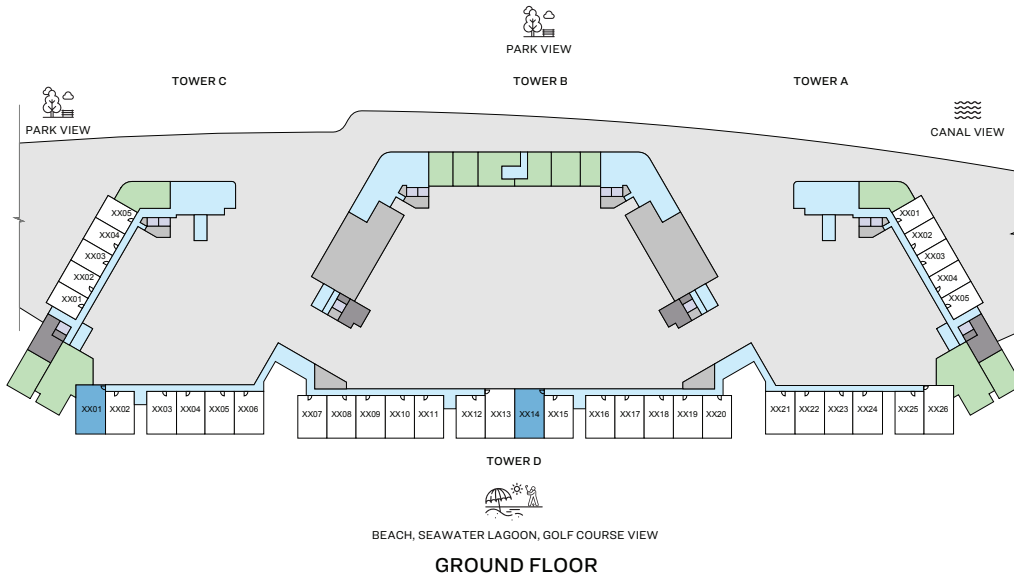 PARK VIEW
TOWER C
TOWER B
TOWER A
PARK VIEW
CANAL VIEW
XX05
XX04
XX03
XX02
XX01
XX01
XX02
XX03
XX04
XX05
XX01
XX02
XX03
XX04
XX05
XX06
XX07
XX08
XX09
XX10
XX11
XX12
XX13
XX14
XX15
XX16
XX17
XX18
XX19
XX20
XX21
XX22
XX23
XX24
XX25
XX26
TOWER D
BEACH, SEAWATER LAGOON, GOLF COURSE VIEW
GROUND FLOOR